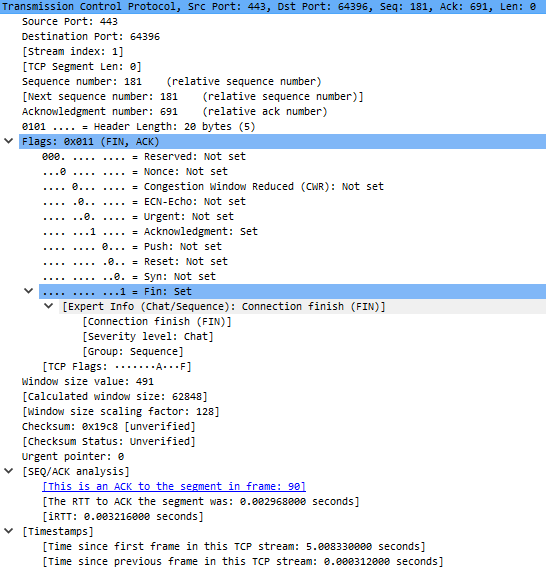 Transmission Control Protocol, Src Port: 443, Dst Port: 64396, Seq: 181, Ack: 691, Len: 0
Source Port: 443
Destination Port: 64396
[Stream index: 1]
[TCP Segment Len: 0]
Sequence number: 181    (relative sequence number)
[Next sequence number: 181    (relative sequence number)]
Acknowledgment number: 691    (relative ack number)
0101 .... = Header Length: 20 bytes (5)
Flags: 0x011 (FIN, ACK)
000. .... .... = Reserved: Not set
...0 .... .... = Nonce: Not set
.... 0... .... = Congestion Window Reduced (CWR): Not set
.... .0.. .... = ECN-Echo: Not set
.... ..0. .... = Urgent: Not set
.... ...1 .... = Acknowledgment: Set
.... .... 0... = Push: Not set
.... .... .0.. = Reset: Not set
.... .... ..0. = Syn: Not set
.... .... ...1 = Fin: Set
[Expert Info (Chat/Sequence): Connection finish (FIN)]
[Connection finish (FIN)]
[Severity level: Chat]
[Group: Sequence]
[TCP Flags: ·······A···F]
Window size value: 491
[Calculated window size: 62848]
[Window size scaling factor: 128]
Checksum: 0x19c8 [unverified]
[Checksum Status: Unverified]
Urgent pointer: 0
[SEQ/ACK analysis]
[This is an ACK to the segment in frame: 90]
[The RTT to ACK the segment was: 0.002968000 seconds]
[iRTT: 0.003216000 seconds]
[Timestamps]
[Time since first frame in this TCP stream: 5.008330000 seconds]
[Time since previous frame in this TCP stream: 0.000312000 seconds]